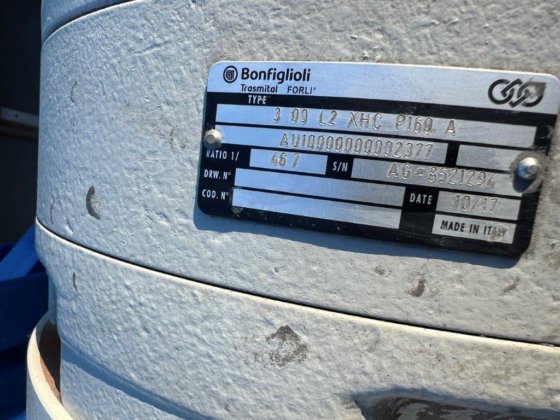 Bonfiglioli
Trasmital FORLI'
TYPE
3 09 L2 XHC P160 A
AU10000000002377
RATIO 1/ 46 7 S/N AG-3521294
DRW. N°
COD. N° DATE 10/17
MADE IN ITALY